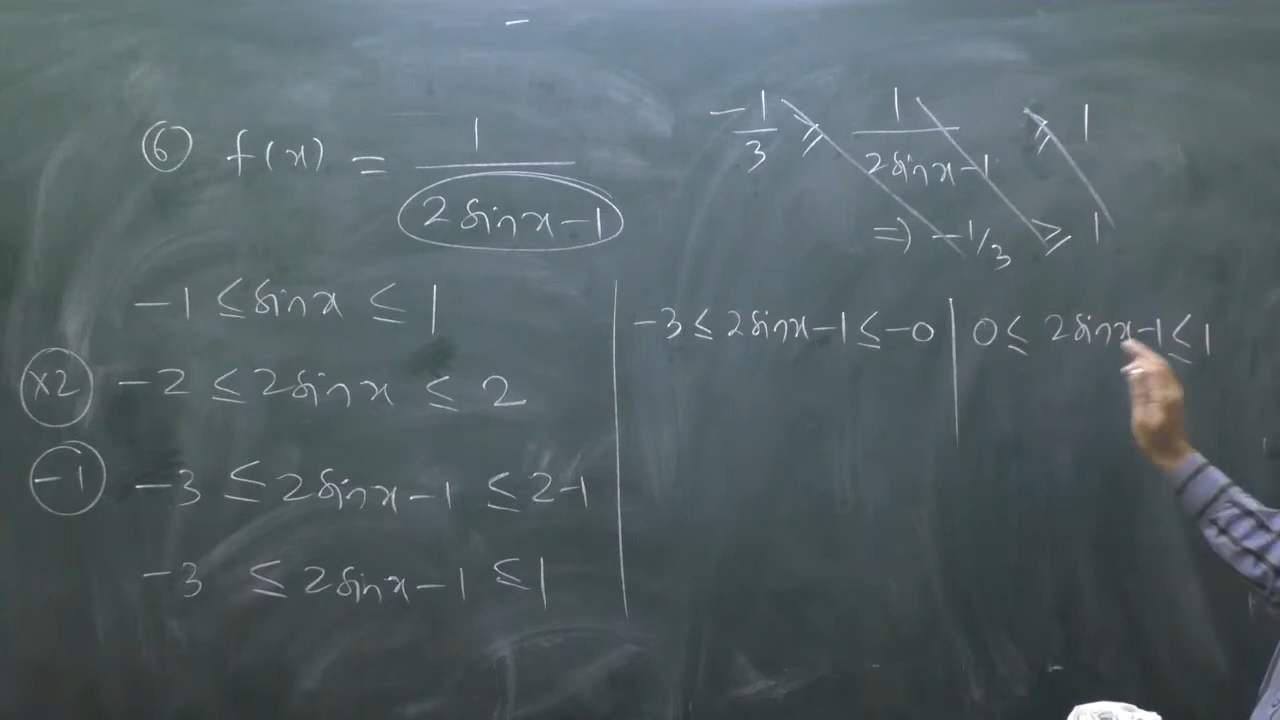 ⑥ f(x) = 1/(2 sin x − 1)
−1 ≤ sin x ≤ 1
×2 −2 ≤ 2 sin x ≤ 2
−1 −3 ≤ 2 sin x − 1 ≤ 2−1
−3 ≤ 2 sin x − 1 ≤ 1
−1/3 ≥ 1/(2 sin x − 1) ≥ 1
⇒ −1/3 ≥ 1
−3 ≤ 2 sin x − 1 ≤ −0 | 0 ≤ 2 sin x − 1 ≤ 1